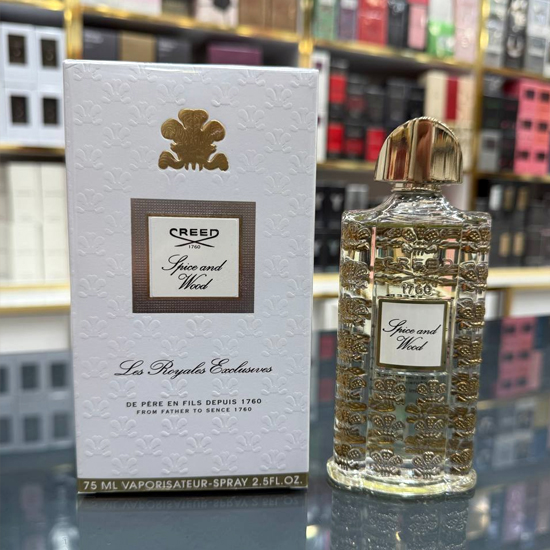 CREED
1760
Spice and
Wood
Les Royales Exclusives
DE PÈRE EN FILS DEPUIS 1760
FROM FATHER TO SENCE 1760
75 ML VAPORISATEUR-SPRAY 2.5FL.OZ.
1760
Spice and
Wood